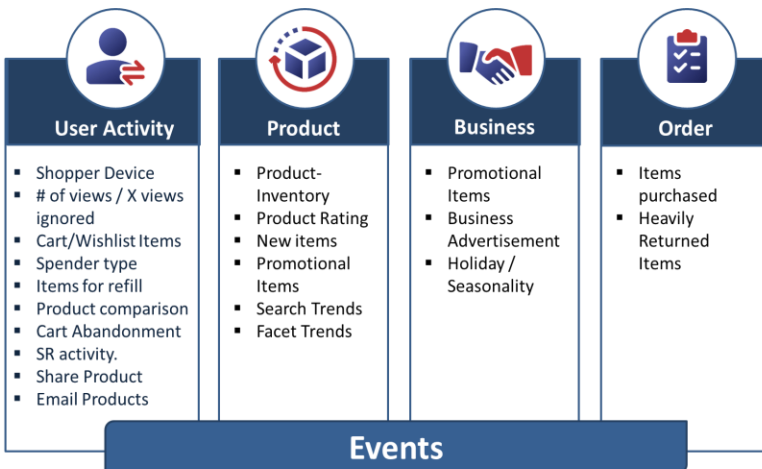 User Activity
Shopper Device
# of views / X views
ignored
Cart/Wishlist Items
Spender type
Items for refill
Product comparison
Cart Abandonment
SR activity.
Share Product
Email Products
Product
Product-
Inventory
Product Rating
New items
Promotional
Items
Search Trends
Facet Trends
Business
Promotional
Items
Business
Advertisement
Holiday /
Seasonality
Order
Items
purchased
Heavily
Returned
Items
Events